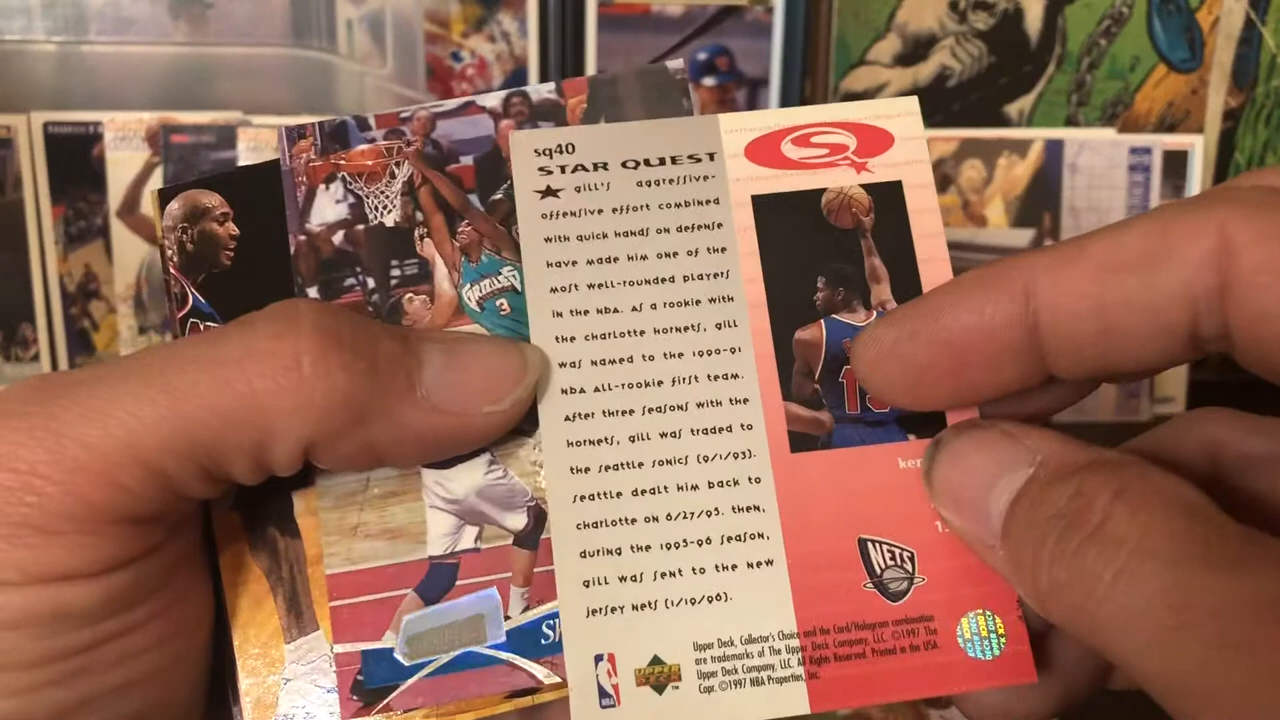 sq40
STAR QUEST
gill's aggressive-
offensive effort combined
with quick hands on defense
have made him one of the
most well-rounded players
in the nba. as a rookie with
the charlotte hornets, gill
was named to the 1990-91
nba all-rookie first team.
after three seasons with the
hornets, gill was traded to
the seattle sonics (9/1/93).
seattle dealt him back to
charlotte on 6/27/95. then,
during the 1995-96 season,
gill was sent to the new
jersey nets (1/19/96).
Upper Deck, Collector's Choice and the Card/Hologram combination
are trademarks of The Upper Deck Company, LLC. ©1997 The
Upper Deck Company, LLC. All Rights Reserved. Printed in the USA.
Copr. ©1997 NBA Properties, Inc.
NBA
UPPER DECK TM
SQ
NETS
GRIZZLIES
3